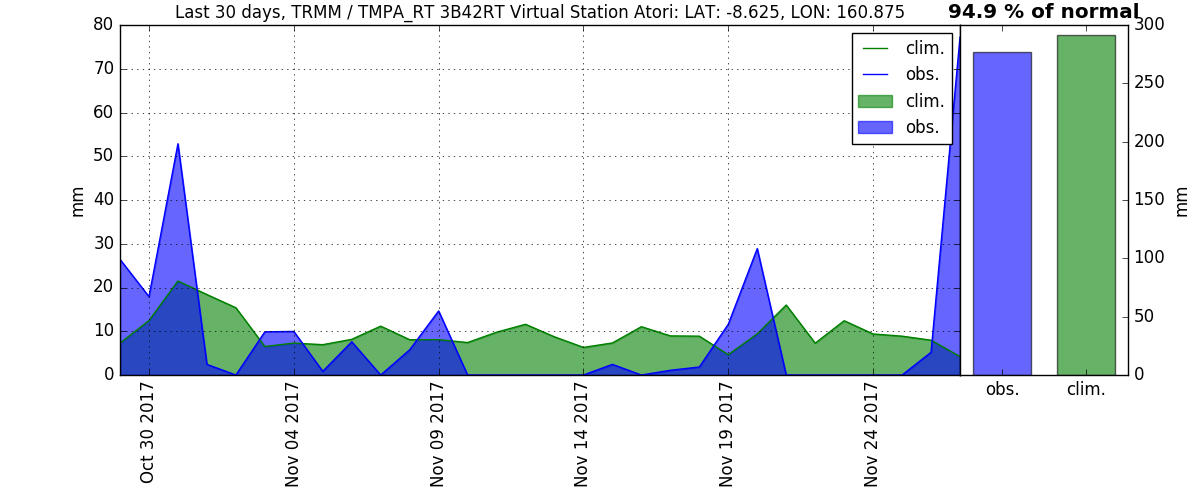 Last 30 days, TRMM / TMPA_RT 3B42RT Virtual Station Atori: LAT: -8.625, LON: 160.875
94.9 % of normal
80
70
60
50
40
30
20
10
0
mm
clim.
obs.
clim.
obs.
300
250
200
150
100
50
0
mm
Oct 30 2017
Nov 04 2017
Nov 09 2017
Nov 14 2017
Nov 19 2017
Nov 24 2017
obs.
clim.